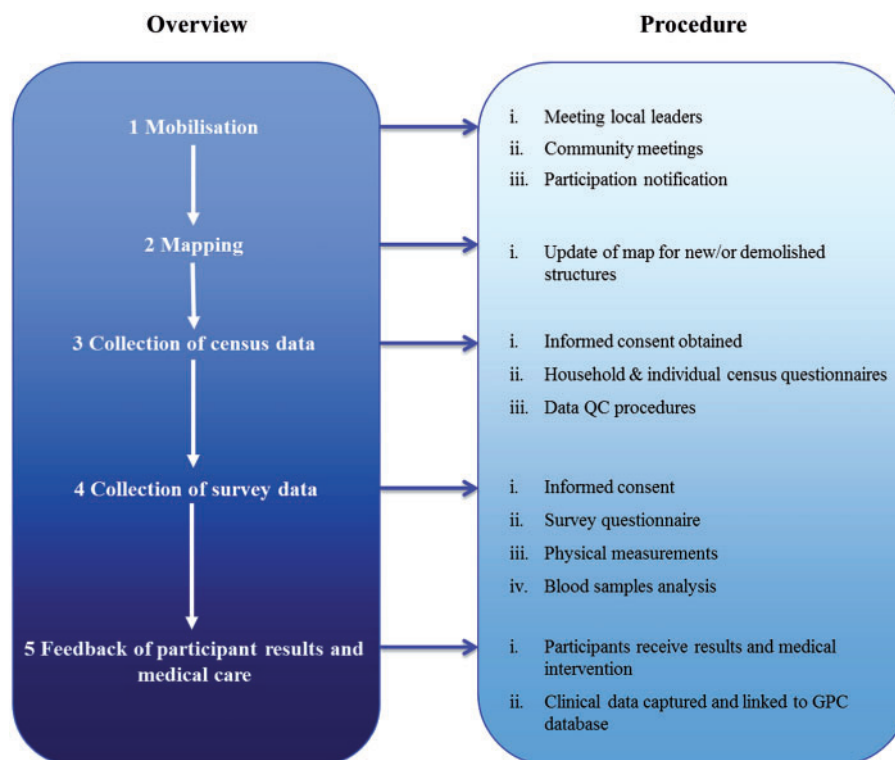 Overview
Procedure
1 Mobilisation
i. Meeting local leaders
ii. Community meetings
iii. Participation notification
2 Mapping
i. Update of map for new/or demolished
structures
3 Collection of census data
i. Informed consent obtained
ii. Household & individual census questionnaires
iii. Data QC procedures
4 Collection of survey data
i. Informed consent
ii. Survey questionnaire
iii. Physical measurements
iv. Blood samples analysis
5 Feedback of participant results and
medical care
i. Participants receive results and medical
intervention
ii. Clinical data captured and linked to GPC
database